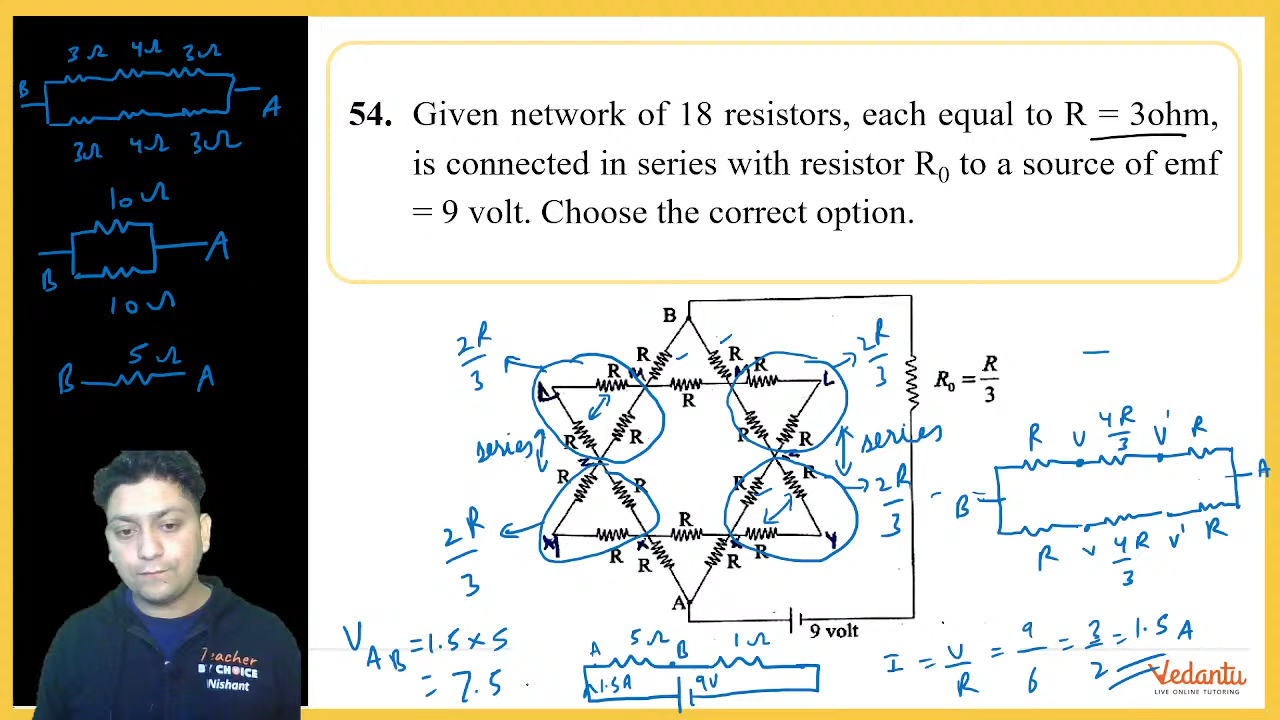 54. Given network of 18 resistors, each equal to R = 3ohm,
is connected in series with resistor R₀ to a source of emf
= 9 volt. Choose the correct option.
3Ω 4Ω 3Ω
B
A
3Ω 4Ω 3Ω
10Ω
B
A
10Ω
B 5Ω A
B
2R/3
2R/3
R R
R R
R
R₀ = R/3
R R R R
series
series
R R R R
R
2R/3
2R/3
R R
R R
A
9 volt
L
X
Y
R V 4R/3 V' R
B
A
R V 4R/3 V' R
V_AB = 1.5 × 5
= 7.5
A 5Ω B 1Ω
1.5A 9V
I = V/R = 9/6 = 3/2 = 1.5 A
Teacher
BY CHOICE
Nishant
Vedantu
LIVE ONLINE TUTORING